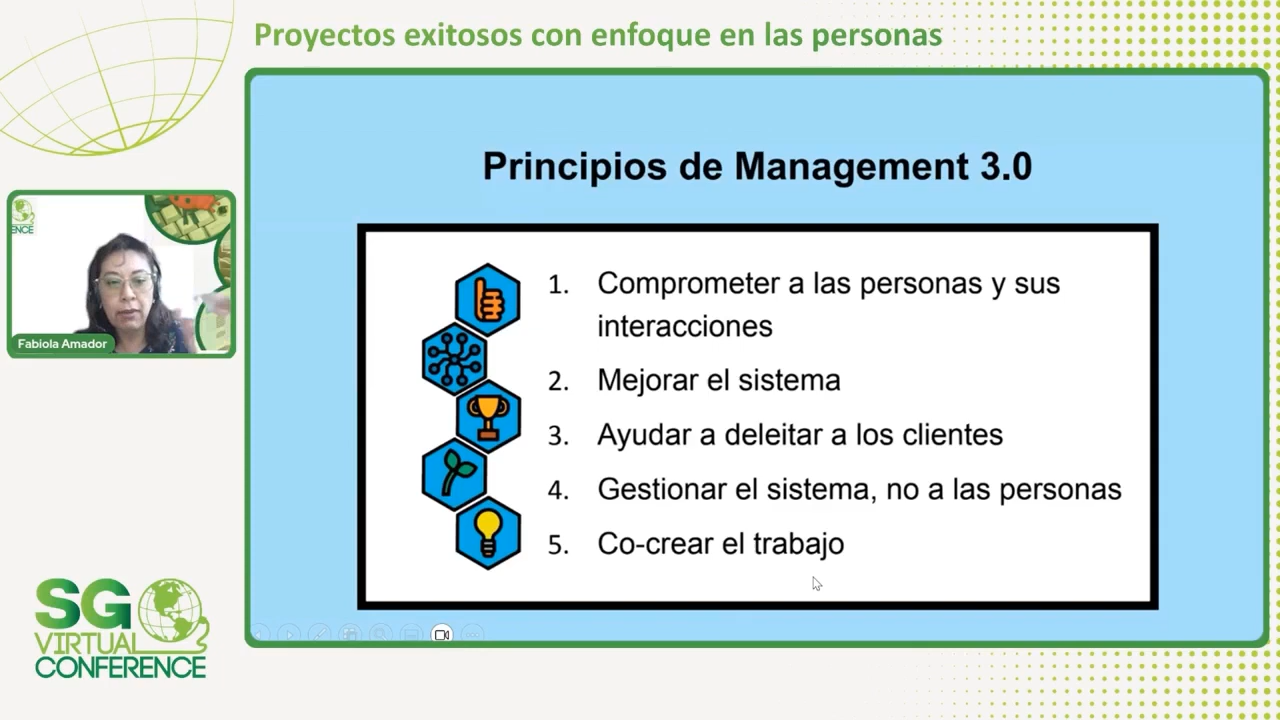 Proyectos exitosos con enfoque en las personas
Principios de Management 3.0
1. Comprometer a las personas y sus
interacciones
2. Mejorar el sistema
3. Ayudar a deleitar a los clientes
4. Gestionar el sistema, no a las personas
5. Co-crear el trabajo
ENCE
Fabiola Amador
SG
VIRTUAL
CONFERENCE